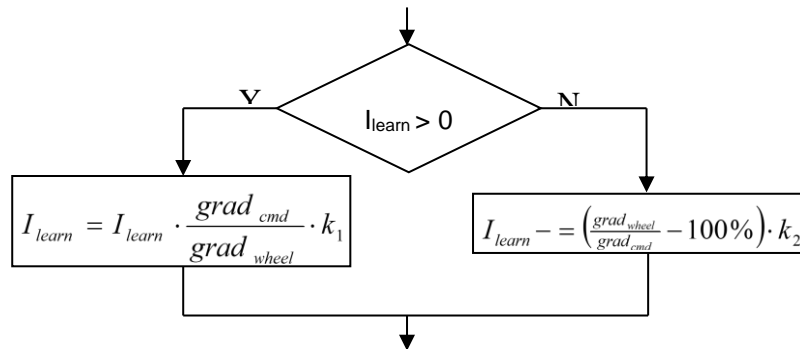 Y
N
I_learn > 0
I_learn = I_learn · grad_cmd / grad_wheel · k_1
I_learn − = (grad_wheel / grad_cmd − 100%) · k_2